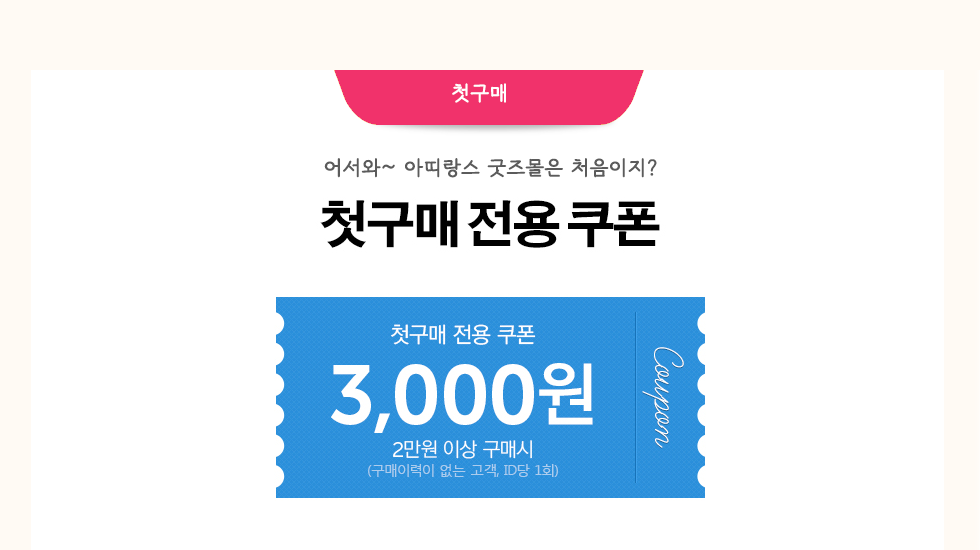 첫구매
어서와~ 아띠랑스 굿즈몰은 처음이지?
첫구매 전용 쿠폰
첫구매 전용 쿠폰
3,000원
2만원 이상 구매시
(구매이력이 없는 고객, ID당 1회)
Coupon